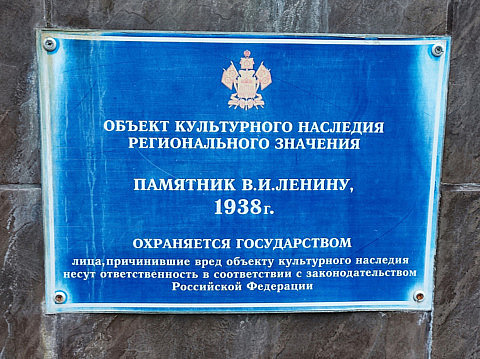 ОБЪЕКТ КУЛЬТУРНОГО НАСЛЕДИЯ
РЕГИОНАЛЬНОГО ЗНАЧЕНИЯ
ПАМЯТНИК В.И.ЛЕНИНУ,
1938г.
ОХРАНЯЕТСЯ ГОСУДАРСТВОМ
лица,причинившие вред объекту культурного наследия
несут ответственность в соответствии с законодательством
Российской Федерации